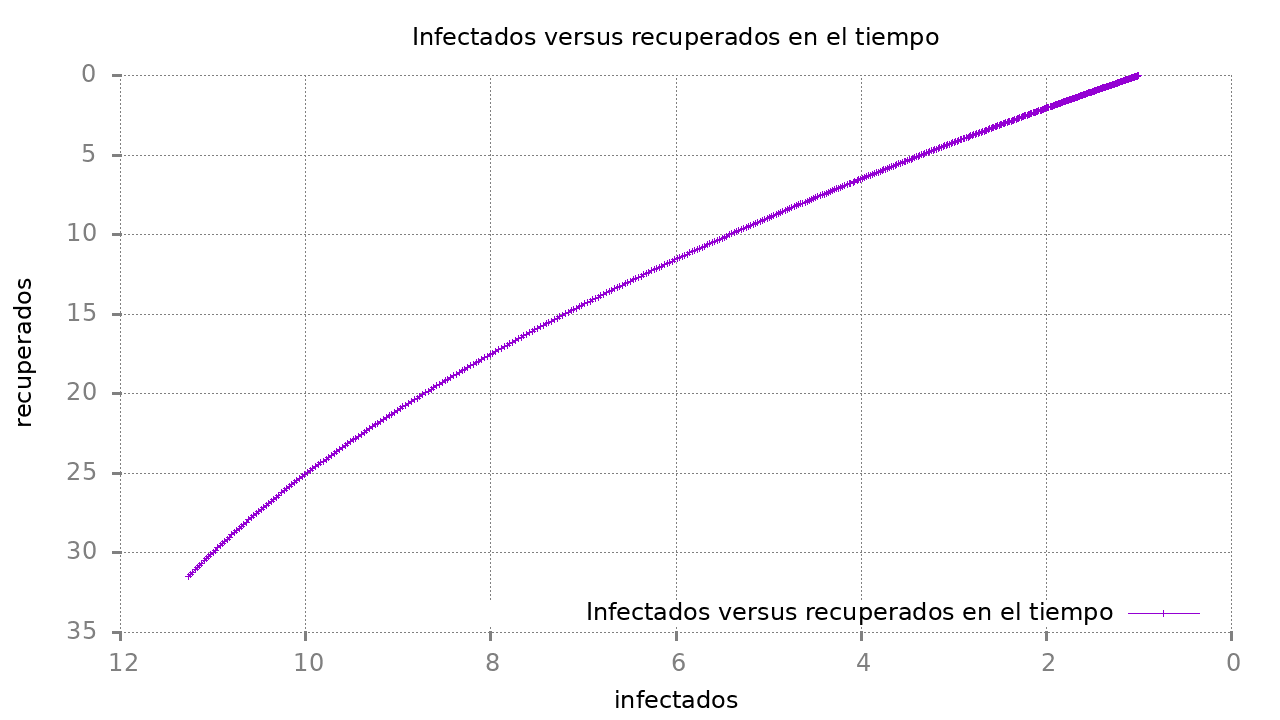 Infectados versus recuperados en el tiempo
0
5
10
15
20
25
30
35
recuperados
Infectados versus recuperados en el tiempo
12 10 8 6 4 2 0
infectados